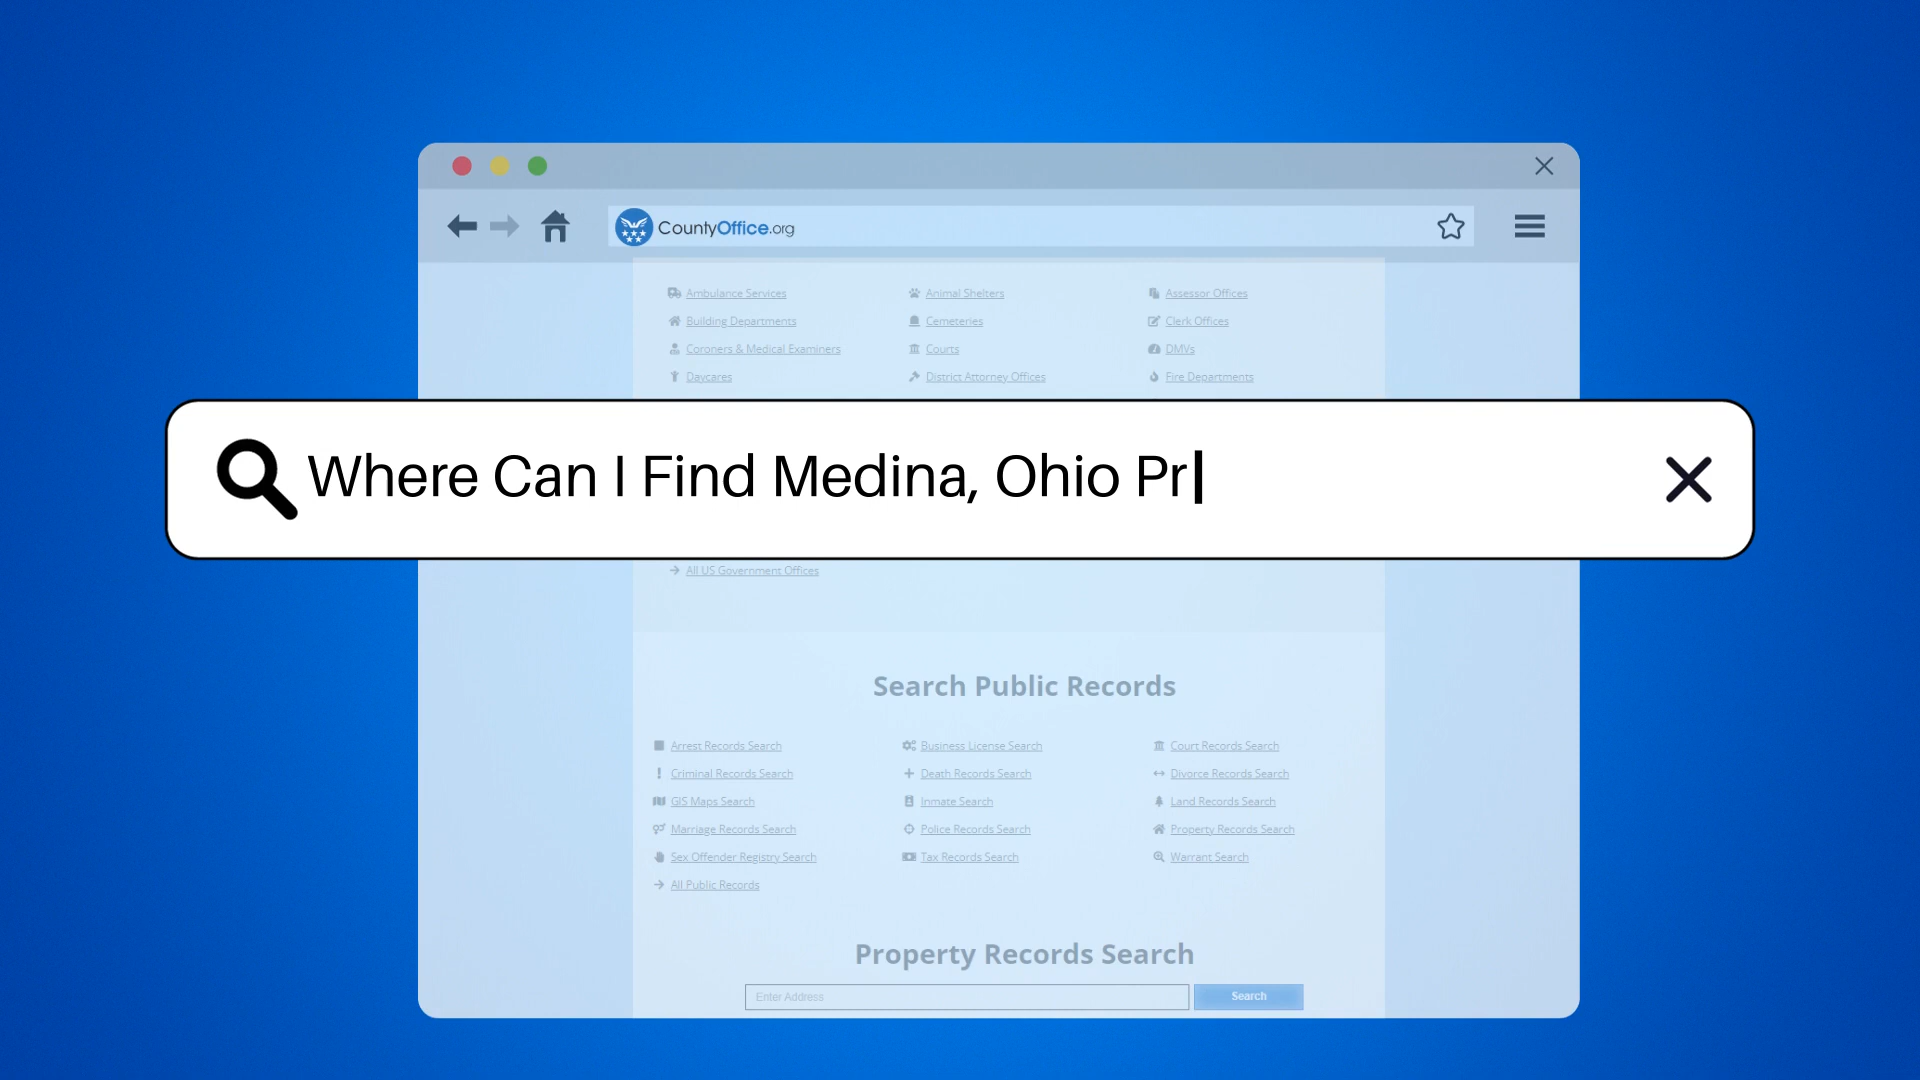 CountyOffice.org
Ambulance Services Animal Shelters Assessor Offices
Building Departments Cemeteries Clerk Offices
Coroners & Medical Examiners Courts DMVs
Daycares District Attorney Offices Fire Departments
Where Can I Find Medina, Ohio Pr
All US Government Offices
Search Public Records
Arrest Records Search Business License Search Court Records Search
Criminal Records Search Death Records Search Divorce Records Search
GIS Maps Search Inmate Search Land Records Search
Marriage Records Search Police Records Search Property Records Search
Sex Offender Registry Search Tax Records Search Warrant Search
All Public Records
Property Records Search
Enter Address Search